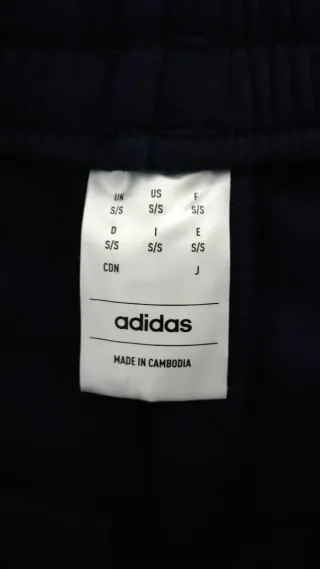 UK US F
S/S S/S S/S
D I E
S/S S/S S/S
CDN J
adidas
MADE IN CAMBODIA